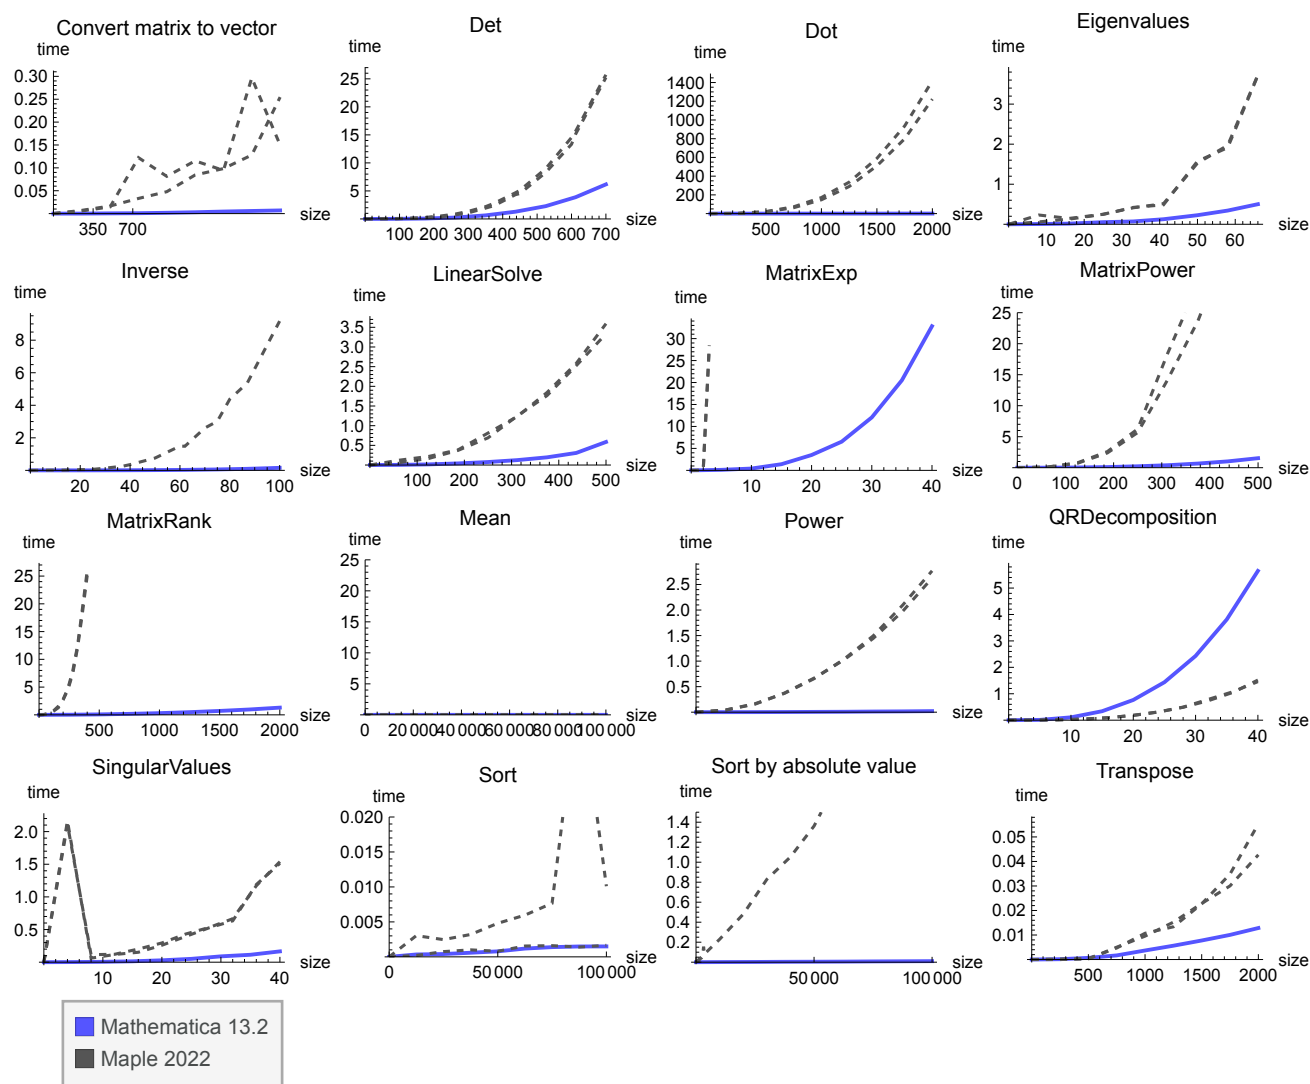 Convert matrix to vector
time
0.30
0.25
0.20
0.15
0.10
0.05
350 700
size
Det
time
25
20
15
10
5
100 200 300 400 500 600 700
size
Dot
time
1400
1200
1000
800
600
400
200
500 1000 1500 2000
size
Eigenvalues
time
3
2
1
10 20 30 40 50 60
size
Inverse
time
8
6
4
2
20 40 60 80 100
size
LinearSolve
time
3.5
3.0
2.5
2.0
1.5
1.0
0.5
100 200 300 400 500
size
MatrixExp
time
30
25
20
15
10
5
10 20 30 40
size
MatrixPower
time
25
20
15
10
5
0 100 200 300 400 500
size
MatrixRank
time
25
20
15
10
5
500 1000 1500 2000
size
Mean
time
25
20
15
10
5
0 20 000 40 000 60 000 80 000 100 000
size
Power
time
2.5
2.0
1.5
1.0
0.5
size
QRDecomposition
time
5
4
3
2
1
10 20 30 40
size
SingularValues
time
2.0
1.5
1.0
0.5
10 20 30 40
size
Sort
time
0.020
0.015
0.010
0.005
0 50 000 100 000
size
Sort by absolute value
time
1.4
1.2
1.0
0.8
0.6
0.4
0.2
50 000 100 000
size
Transpose
time
0.05
0.04
0.03
0.02
0.01
500 1000 1500 2000
size
Mathematica 13.2
Maple 2022